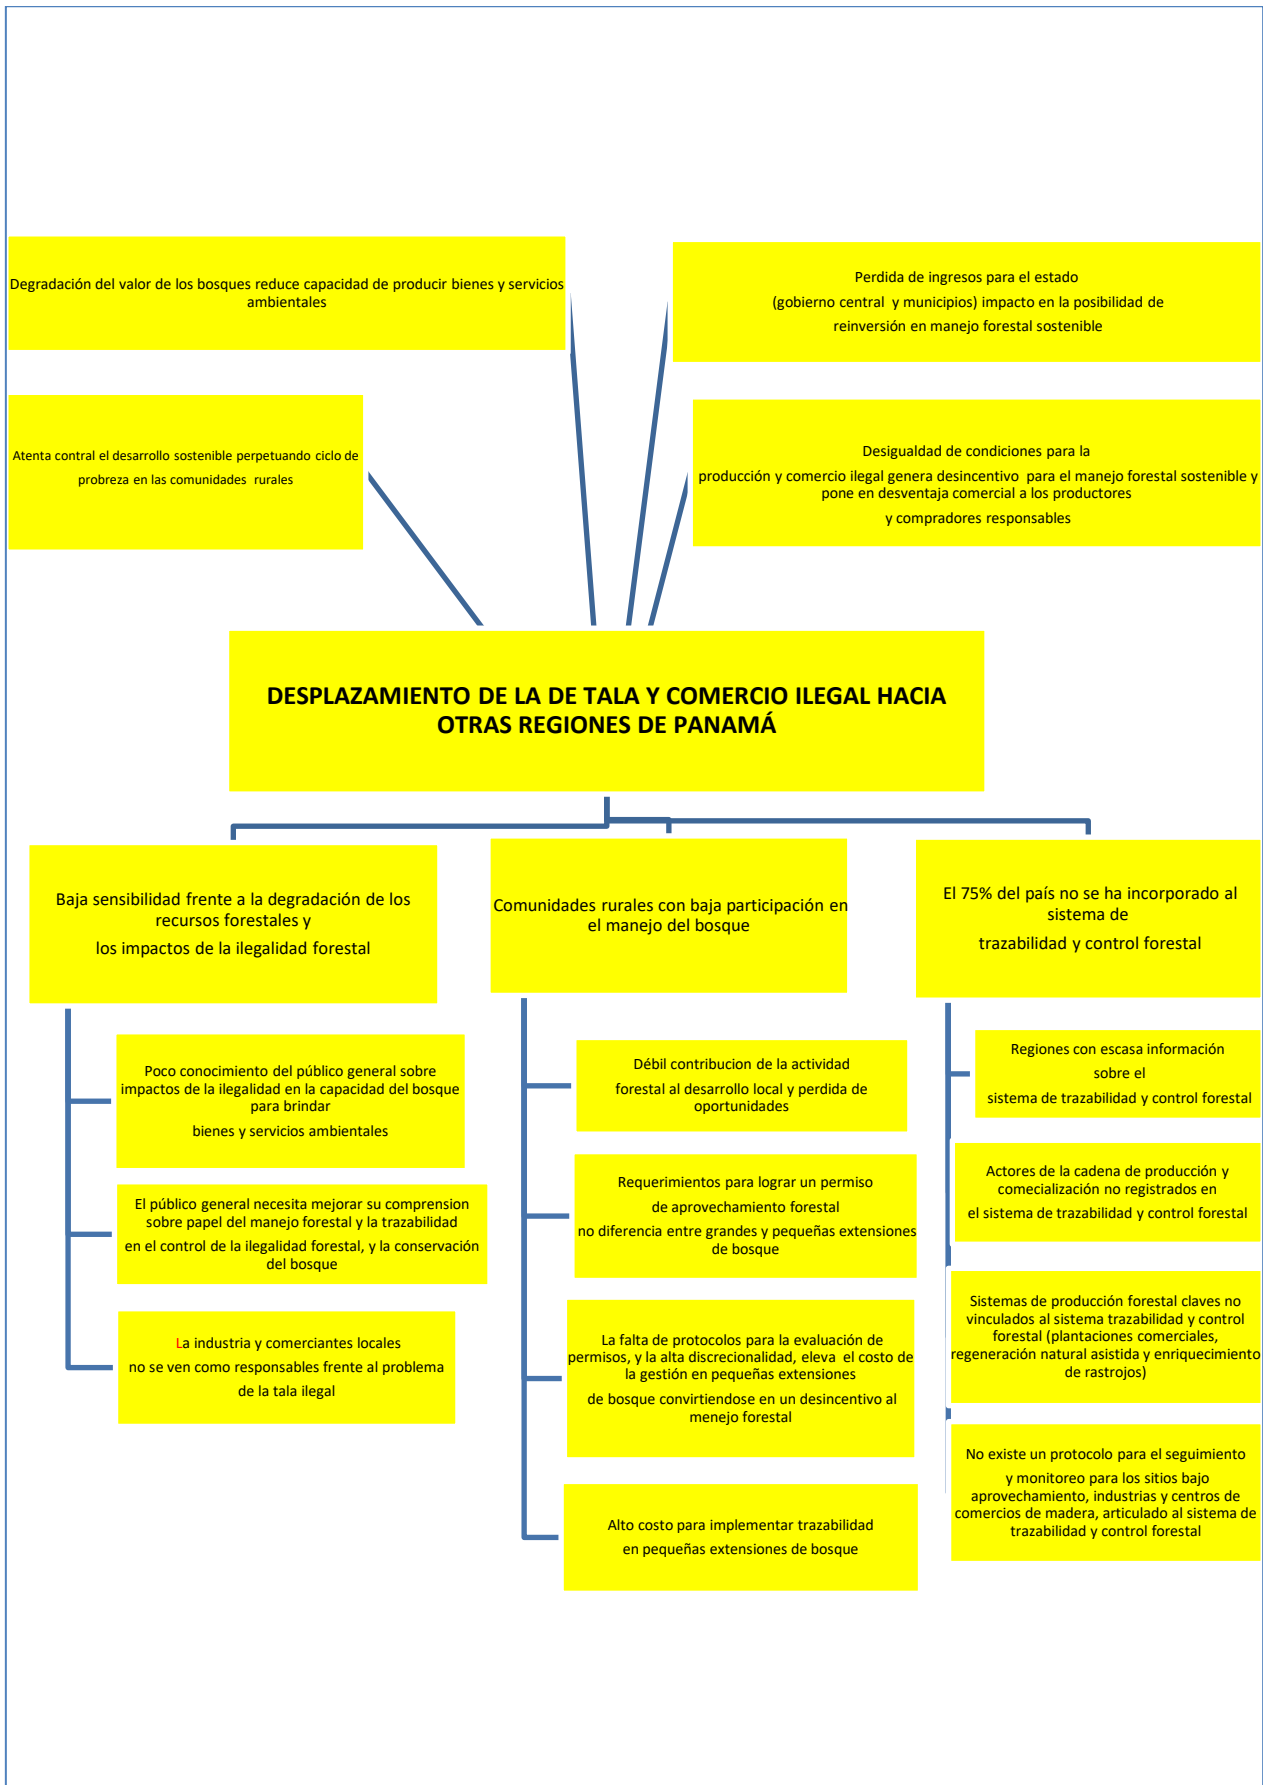 Degradación del valor de los bosques reduce capacidad de producir bienes y servicios
ambientales
Perdida de ingresos para el estado
(gobierno central y municipios) impacto en la posibilidad de
reinversión en manejo forestal sostenible
Atenta contral el desarrollo sostenible perpetuando ciclo de
probreza en las comunidades rurales
Desigualdad de condiciones para la
producción y comercio ilegal genera desincentivo para el manejo forestal sostenible y
pone en desventaja comercial a los productores
y compradores responsables
DESPLAZAMIENTO DE LA DE TALA Y COMERCIO ILEGAL HACIA
OTRAS REGIONES DE PANAMÁ
Baja sensibilidad frente a la degradación de los
recursos forestales y
los impactos de la ilegalidad forestal
Poco conocimiento del público general sobre
impactos de la ilegalidad en la capacidad del bosque
para brindar
bienes y servicios ambientales
El público general necesita mejorar su comprension
sobre papel del manejo forestal y la trazabilidad
en el control de la ilegalidad forestal, y la conservación
del bosque
La industria y comerciantes locales
no se ven como responsables frente al problema
de la tala ilegal
Comunidades rurales con baja participación en
el manejo del bosque
Débil contribucion de la actividad
forestal al desarrollo local y perdida de
oportunidades
Requerimientos para lograr un permiso
de aprovechamiento forestal
no diferencia entre grandes y pequeñas extensiones
de bosque
La falta de protocolos para la evaluación de
permisos, y la alta discrecionalidad, eleva el costo de
la gestión en pequeñas extensiones
de bosque convirtiendose en un desincentivo al
menejo forestal
Alto costo para implementar trazabilidad
en pequeñas extensiones de bosque
El 75% del país no se ha incorporado al
sistema de
trazabilidad y control forestal
Regiones con escasa información
sobre el
sistema de trazabilidad y control forestal
Actores de la cadena de producción y
comecialización no registrados en
el sistema de trazabilidad y control forestal
Sistemas de producción forestal claves no
vinculados al sistema trazabilidad y control
forestal (plantaciones comerciales,
regeneración natural asistida y enriquecimiento
de rastrojos)
No existe un protocolo para el seguimiento
y monitoreo para los sitios bajo
aprovechamiento, industrias y centros de
comercios de madera, articulado al sistema de
trazabilidad y control forestal